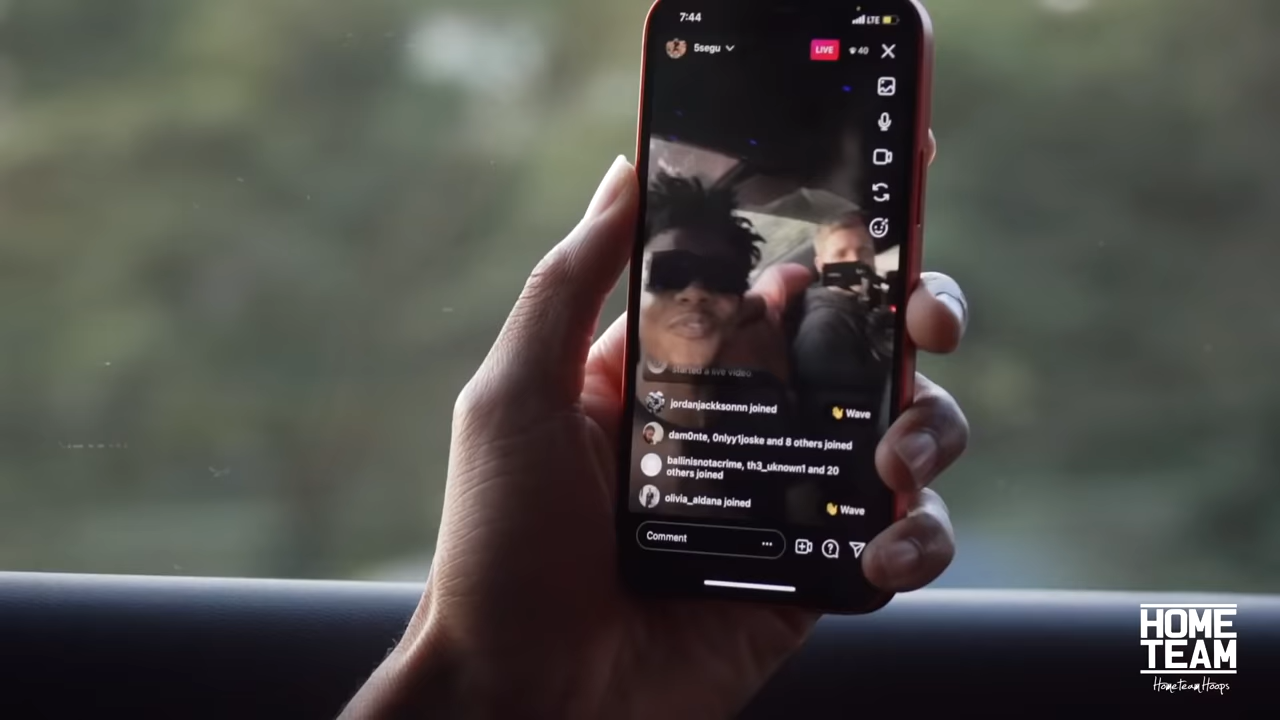 7:44
LTE
5segu
LIVE
40
started a live video
jordanjackksonnn joined
Wave
dam0nte, 0nlyy1joske and 8 others joined
ballinisnotacrime, th3_uknown1 and 20
others joined
olivia_aldana joined
Wave
Comment
HOME
TEAM
HometeamHoops